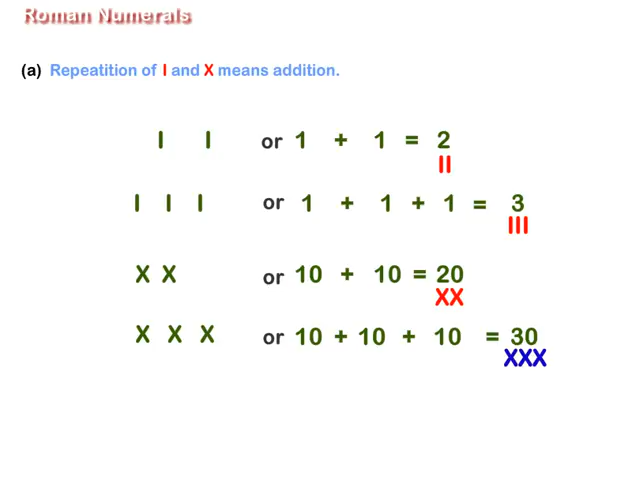 Roman Numerals
(a) Repeatition of I and X means addition.
I I or 1 + 1 = 2
II
I I I or 1 + 1 + 1 = 3
III
X X or 10 + 10 = 20
XX
X X X or 10 + 10 + 10 = 30
XXX